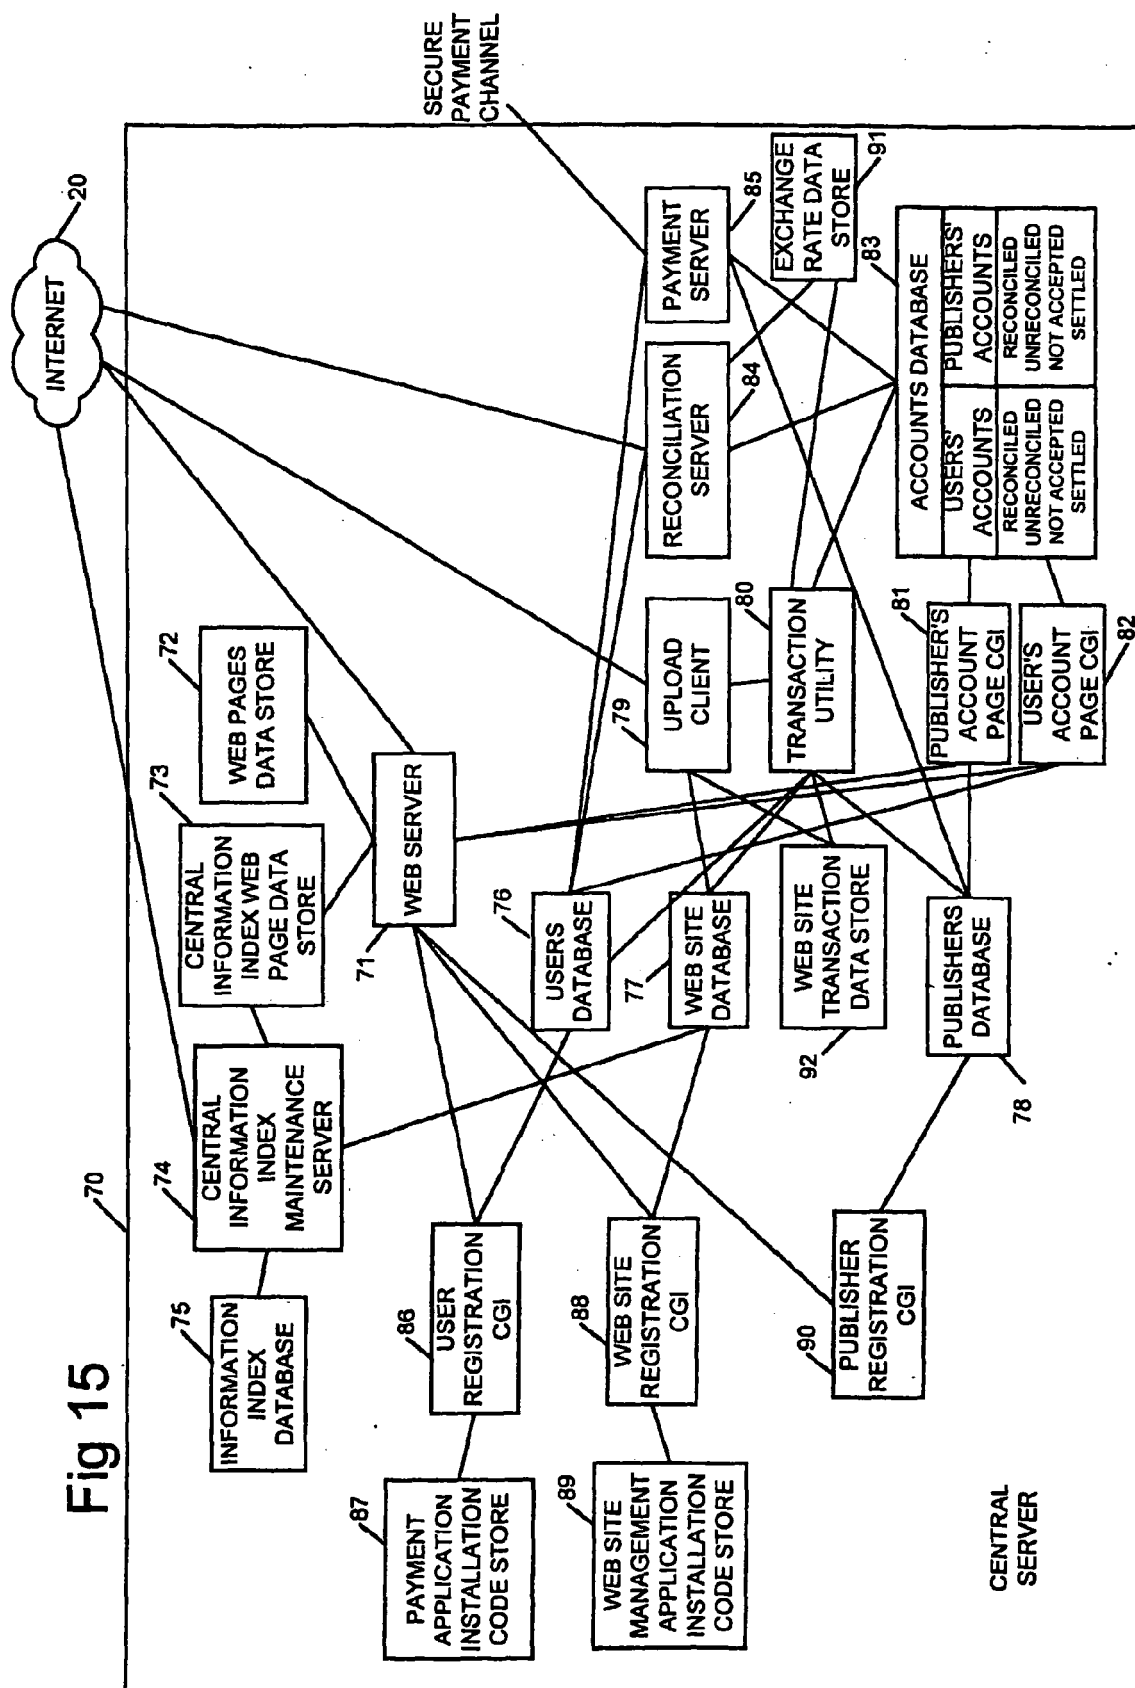 Fig 15
INTERNET
20
SECURE
PAYMENT
CHANNEL
70
75
INFORMATION
INDEX
DATABASE
74
CENTRAL
INFORMATION
INDEX
MAINTENANCE
SERVER
73
CENTRAL
INFORMATION
INDEX WEB
PAGE DATA
STORE
72
WEB PAGES
DATA STORE
71
WEB SERVER
87
PAYMENT
APPLICATION
INSTALLATION
CODE STORE
86
USER
REGISTRATION
CGI
76
USERS
DATABASE
89
WEB SITE
MANAGEMENT
APPLICATION
INSTALLATION
CODE STORE
88
WEB SITE
REGISTRATION
CGI
77
WEB SITE
DATABASE
79
UPLOAD
CLIENT
RECONCILIATION
SERVER
84
PAYMENT
SERVER
85
92
WEB SITE
TRANSACTION
DATA STORE
80
TRANSACTION
UTILITY
EXCHANGE
RATE DATA
STORE
91
90
PUBLISHER
REGISTRATION
CGI
PUBLISHERS
DATABASE
78
81
PUBLISHER'S
ACCOUNT
PAGE CGI
USER'S
ACCOUNT
PAGE CGI
82
83
ACCOUNTS DATABASE
USERS'
ACCOUNTS
RECONCILED
UNRECONCILED
NOT ACCEPTED
SETTLED
PUBLISHERS'
ACCOUNTS
RECONCILED
UNRECONCILED
NOT ACCEPTED
SETTLED
CENTRAL
SERVER